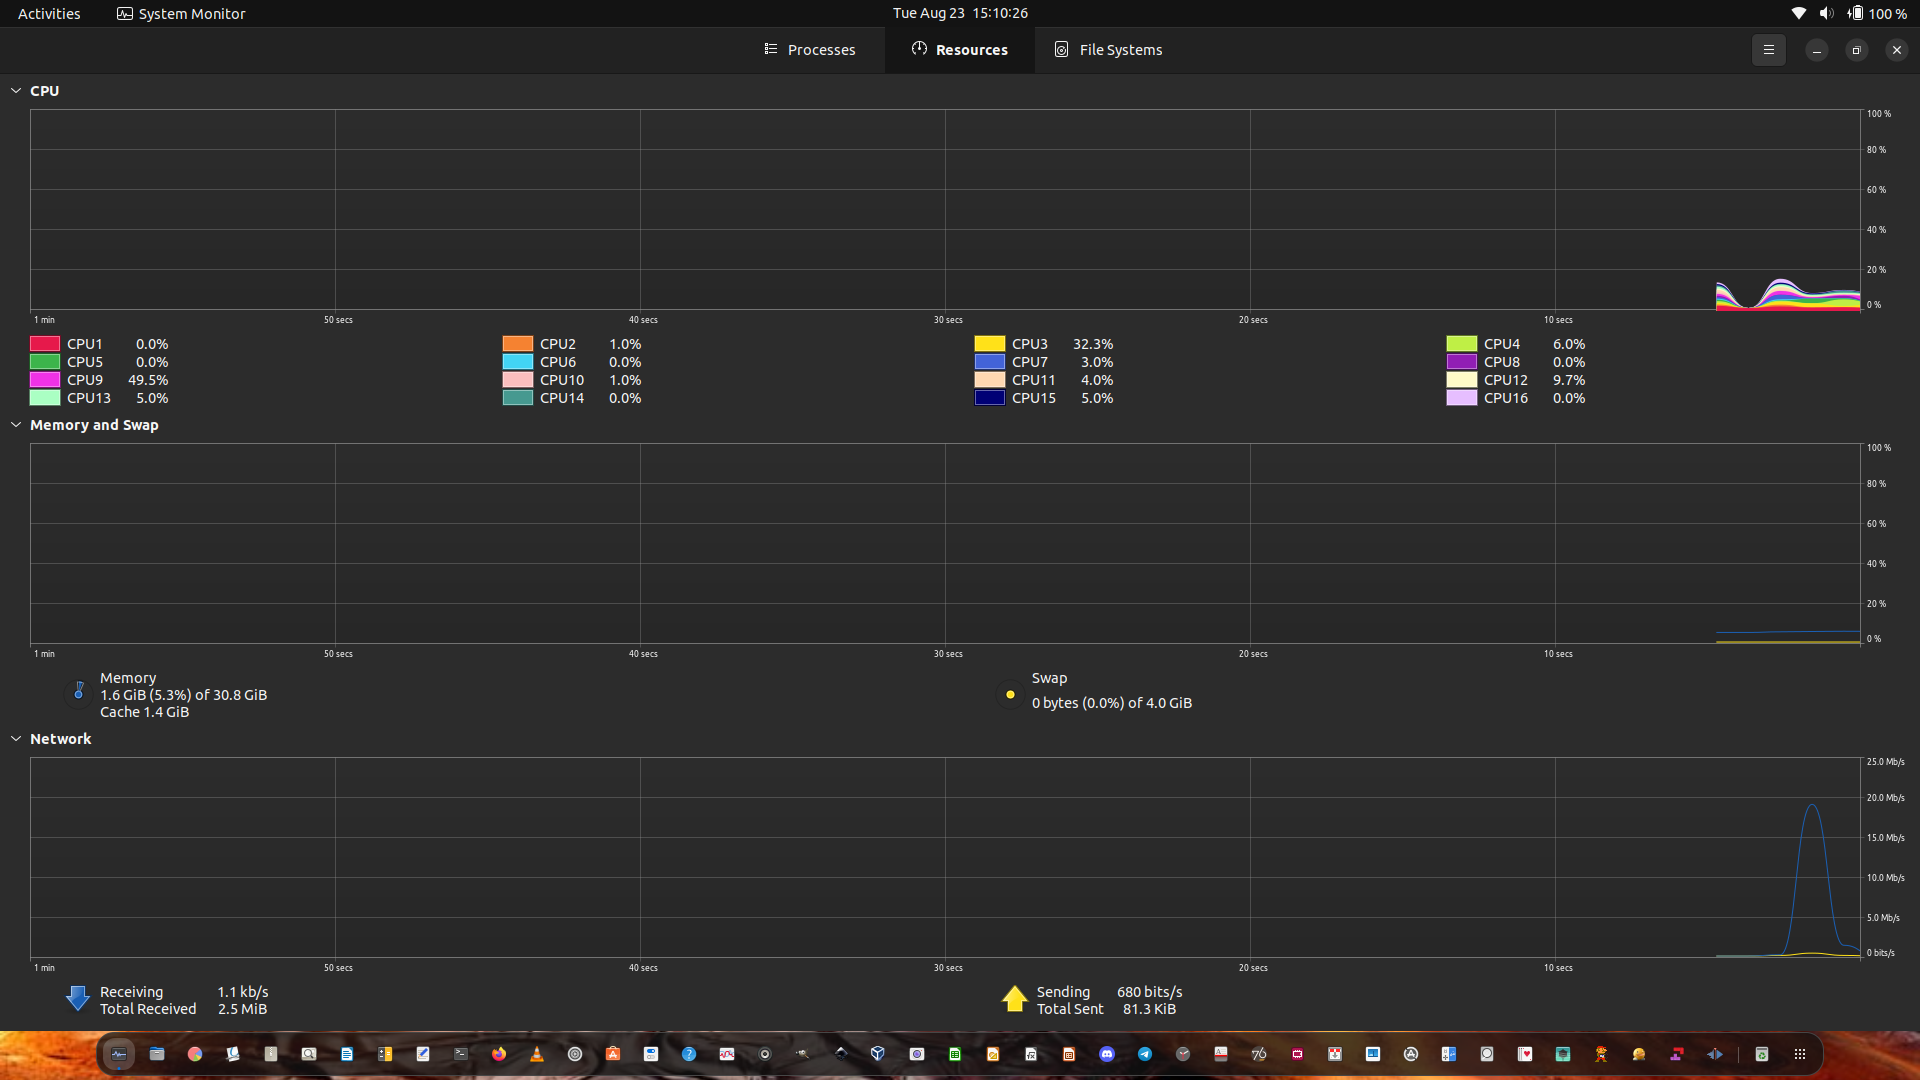 Activities System Monitor Tue Aug 23 15:10:26 100 %
Processes Resources File Systems
CPU
100 %
80 %
60 %
40 %
20 %
0 %
1 min 50 secs 40 secs 30 secs 20 secs 10 secs
CPU1 0.0% CPU2 1.0% CPU3 32.3% CPU4 6.0%
CPU5 0.0% CPU6 0.0% CPU7 3.0% CPU8 0.0%
CPU9 49.5% CPU10 1.0% CPU11 4.0% CPU12 9.7%
CPU13 5.0% CPU14 0.0% CPU15 5.0% CPU16 0.0%
Memory and Swap
100 %
80 %
60 %
40 %
20 %
0 %
1 min 50 secs 40 secs 30 secs 20 secs 10 secs
Memory
1.6 GiB (5.3%) of 30.8 GiB
Cache 1.4 GiB
Swap
0 bytes (0.0%) of 4.0 GiB
Network
25.0 Mb/s
20.0 Mb/s
15.0 Mb/s
10.0 Mb/s
5.0 Mb/s
0 bits/s
1 min 50 secs 40 secs 30 secs 20 secs 10 secs
Receiving 1.1 kb/s
Total Received 2.5 MiB
Sending 680 bits/s
Total Sent 81.3 KiB
76